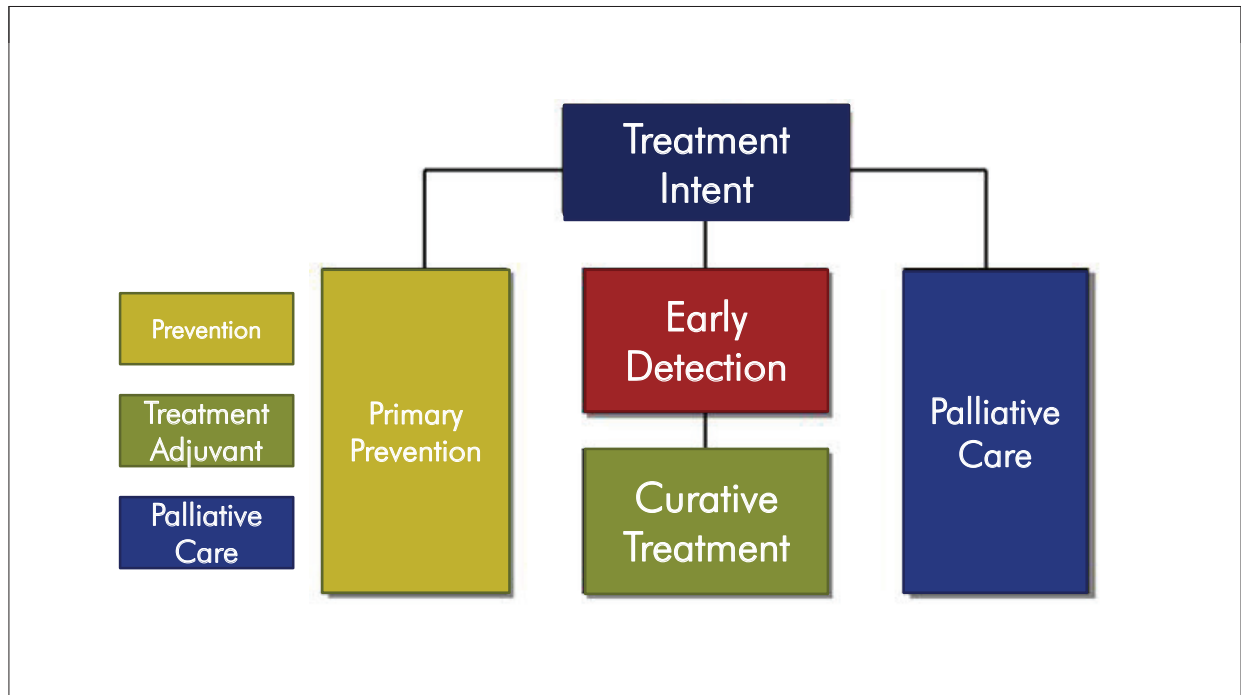 Treatment
Intent
Prevention
Treatment
Adjuvant
Palliative
Care
Primary
Prevention
Early
Detection
Curative
Treatment
Palliative
Care